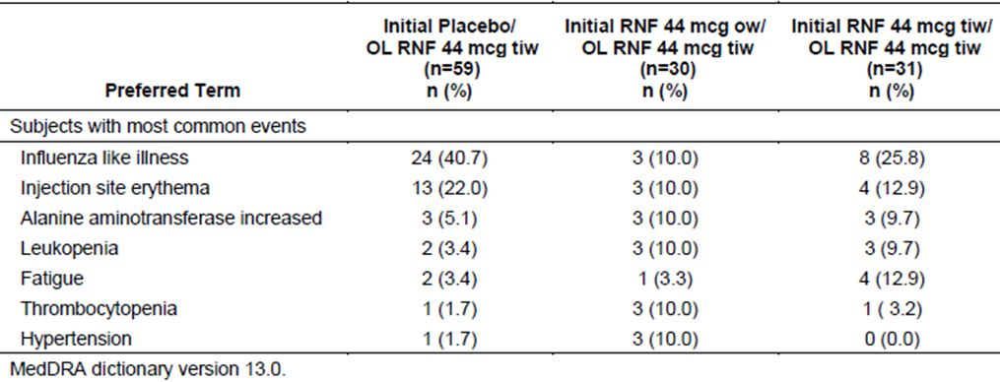 Initial Placebo/ Initial RNF 44 mcg ow/ Initial RNF 44 mcg tiw/
OL RNF 44 mcg tiw OL RNF 44 mcg tiw OL RNF 44 mcg tiw
(n=59) (n=30) (n=31)
Preferred Term n (%) n (%) n (%)
Subjects with most common events
Influenza like illness 24 (40.7) 3 (10.0) 8 (25.8)
Injection site erythema 13 (22.0) 3 (10.0) 4 (12.9)
Alanine aminotransferase increased 3 (5.1) 3 (10.0) 3 (9.7)
Leukopenia 2 (3.4) 3 (10.0) 3 (9.7)
Fatigue 2 (3.4) 1 (3.3) 4 (12.9)
Thrombocytopenia 1 (1.7) 3 (10.0) 1 ( 3.2)
Hypertension 1 (1.7) 3 (10.0) 0 (0.0)
MedDRA dictionary version 13.0.